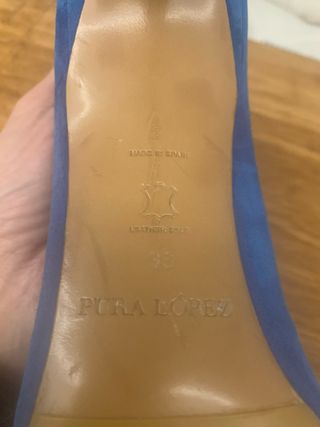 MADE IN SPAIN
LEATHER SOLE
PURA LÓPEZ